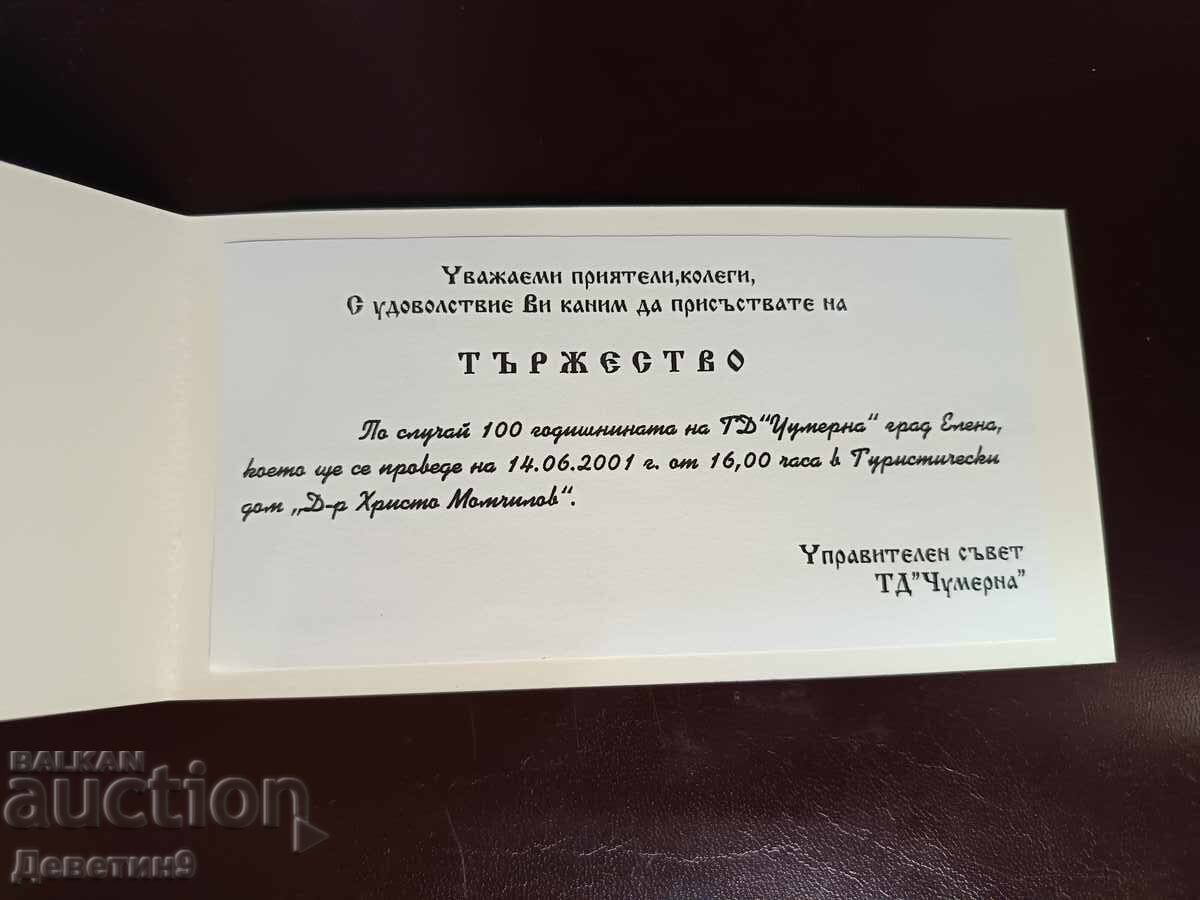 Уважаеми приятели,колеги,
С удоволствие Ви каним да присъствате на
ТЪРЖЕСТВО
По случай 100 годишнината на ТД"Чумерна" град Елена,
което ще се проведе на 14.06.2001 г. от 16,00 часа в Туристически
дом „Д-р Христо Момчилов".
Управителен съвет
ТД"Чумерна"
BALKAN
auction
Деветин9